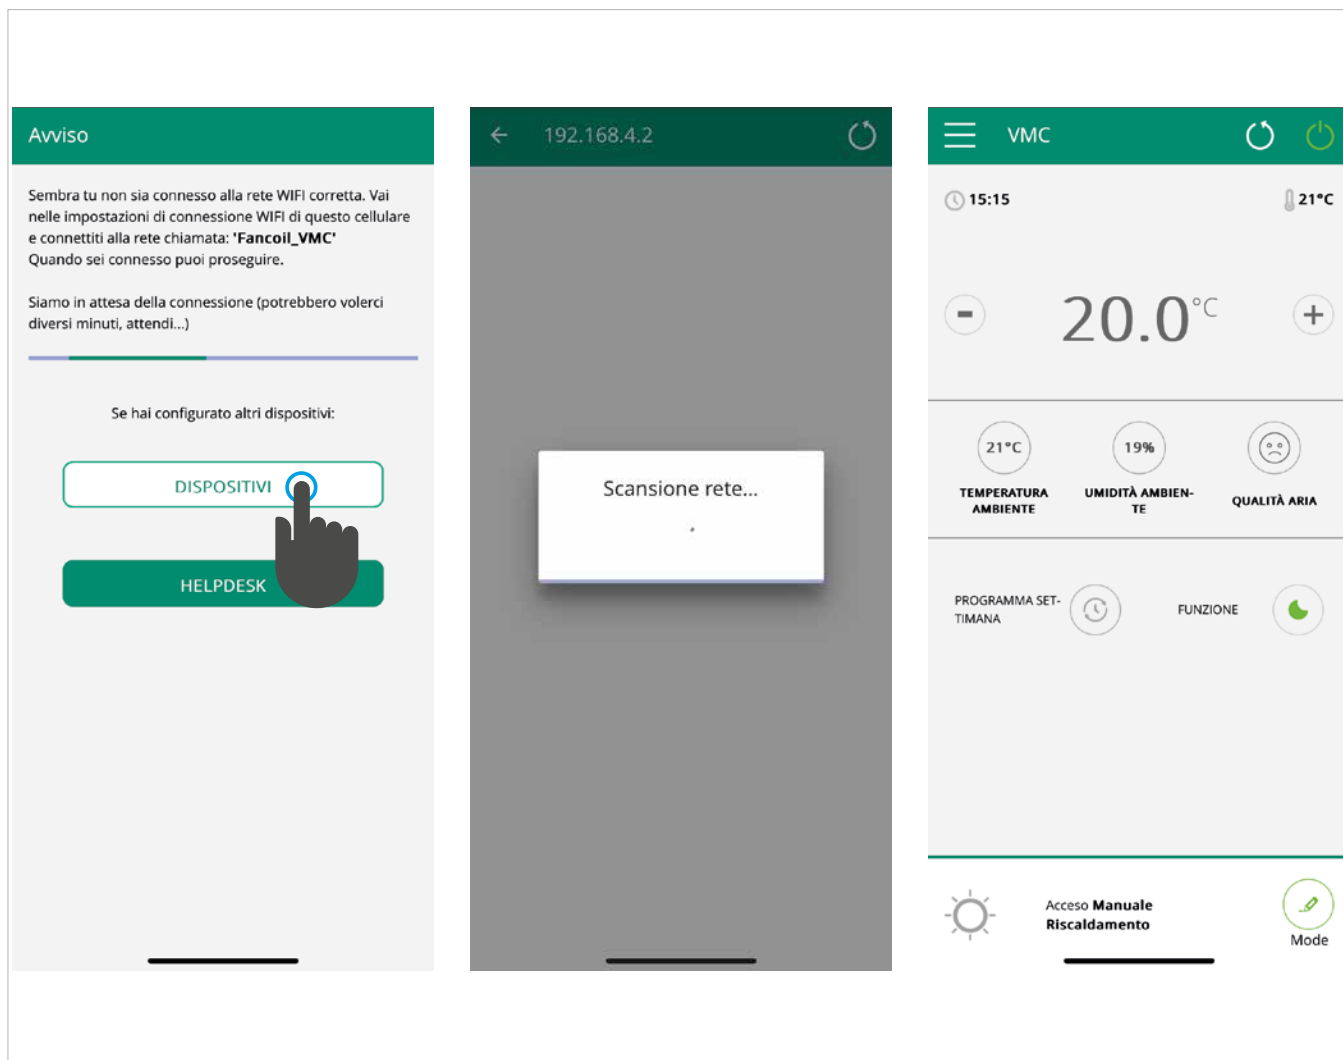 Avviso
Sembra tu non sia connesso alla rete WIFI corretta. Vai
nelle impostazioni di connessione WIFI di questo cellulare
e connettiti alla rete chiamata: 'Fancoil_VMC'
Quando sei connesso puoi proseguire.
Siamo in attesa della connessione (potrebbero volerci
diversi minuti, attendi...)
Se hai configurato altri dispositivi:
DISPOSITIVI
HELPDESK
192.168.4.2
Scansione rete...
VMC
15:15
21°C
-
20.0°C
+
21°C
19%
TEMPERATURA
AMBIENTE
UMIDITÀ AMBIEN-
TE
QUALITÀ ARIA
PROGRAMMA SET-
TIMANA
FUNZIONE
Acceso Manuale
Riscaldamento
Mode